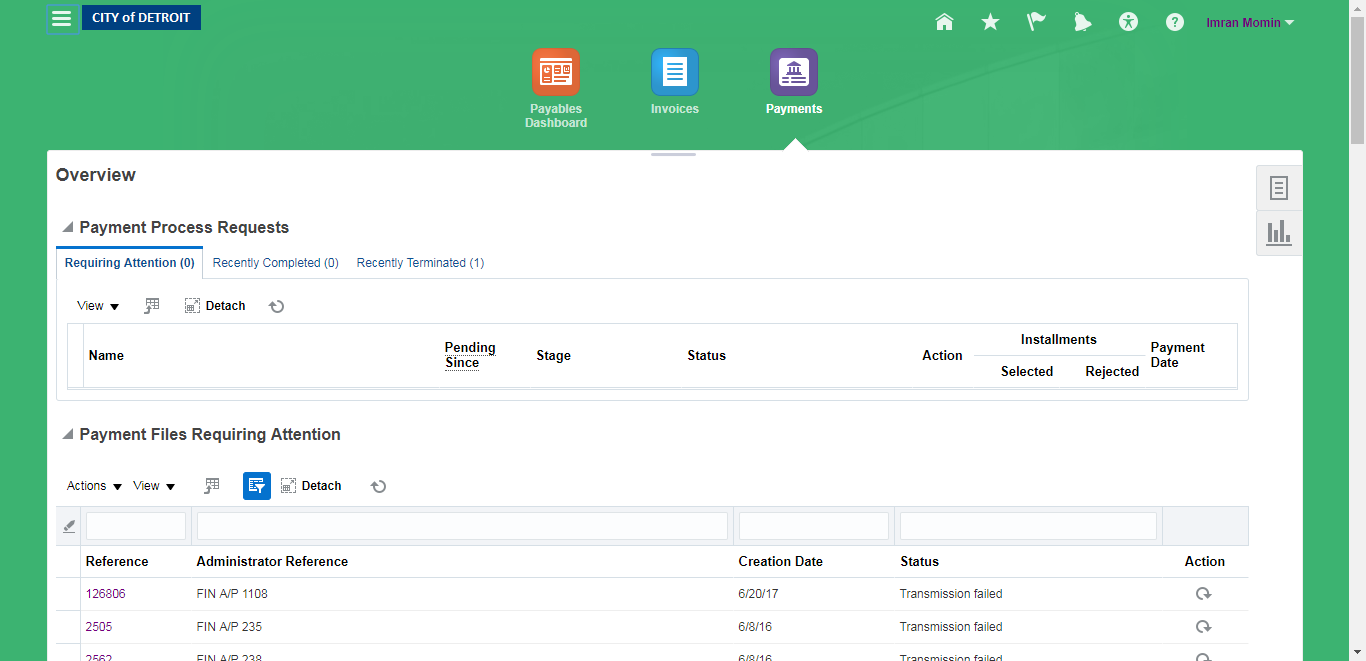 CITY of DETROIT
Imran Momin
Payables
Dashboard
Invoices
Payments
Overview
Payment Process Requests
Requiring Attention (0) Recently Completed (0) Recently Terminated (1)
View Detach
Name Pending Since Stage Status Action Installments Selected Rejected Payment Date
Payment Files Requiring Attention
Actions View Detach
Reference Administrator Reference Creation Date Status Action
126806 FIN A/P 1108 6/20/17 Transmission failed
2505 FIN A/P 235 6/8/16 Transmission failed
2562 FIN A/P 238 6/8/16 Transmission failed